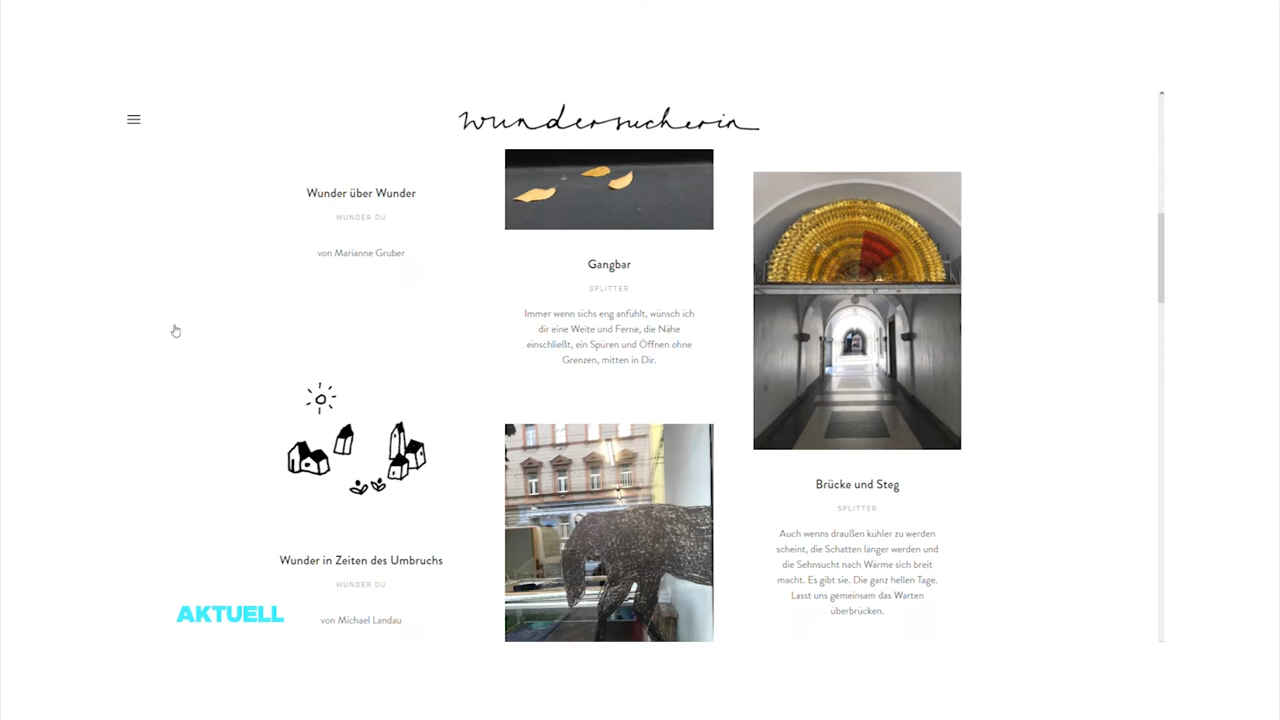 wundersucherin
Wunder über Wunder
WUNDER DU
von Marianne Gruber
Gangbar
SPLITTER
Immer wenn sichs eng anfühlt, wünsch ich
dir eine Weite und Ferne, die Nähe
einschließt, ein Spüren und Öffnen ohne
Grenzen, mitten in Dir.
Brücke und Steg
SPLITTER
Auch wenns draußen kühler zu werden
scheint, die Schatten länger werden und
die Sehnsucht nach Wärme sich breit
macht. Es gibt sie. Die ganz hellen Tage.
Lasst uns gemeinsam das Warten
überbrücken.
Wunder in Zeiten des Umbruchs
WUNDER DU
von Michael Landau
AKTUELL